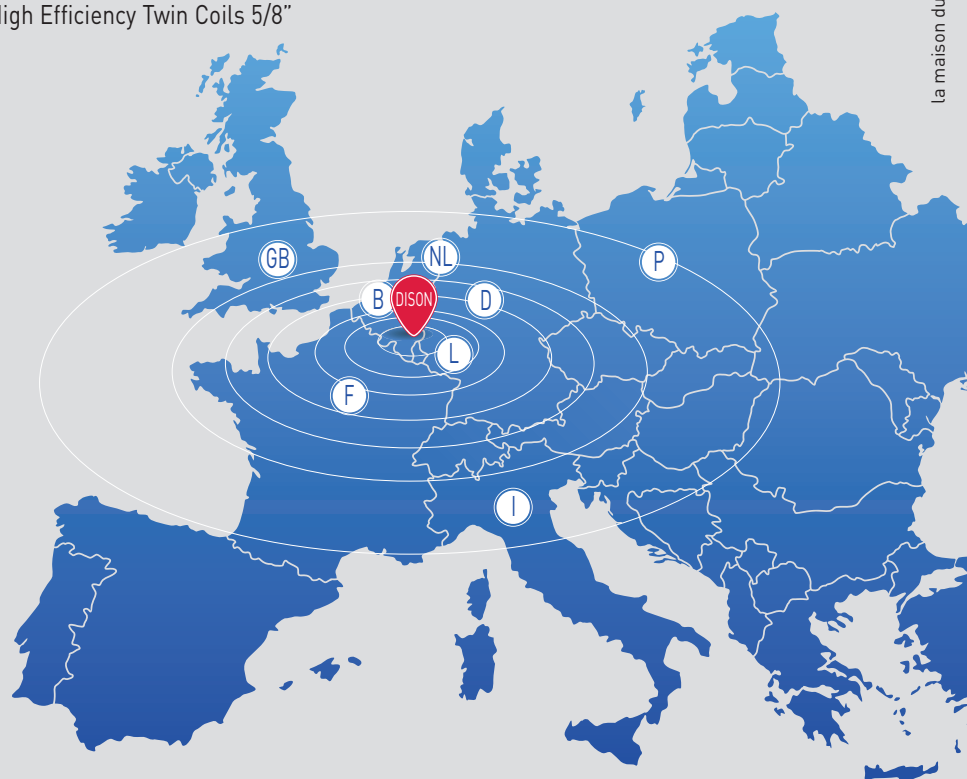 High Efficiency Twin Coils 5/8”
la maison du
GB
NL
P
B
DISON
D
L
F
I